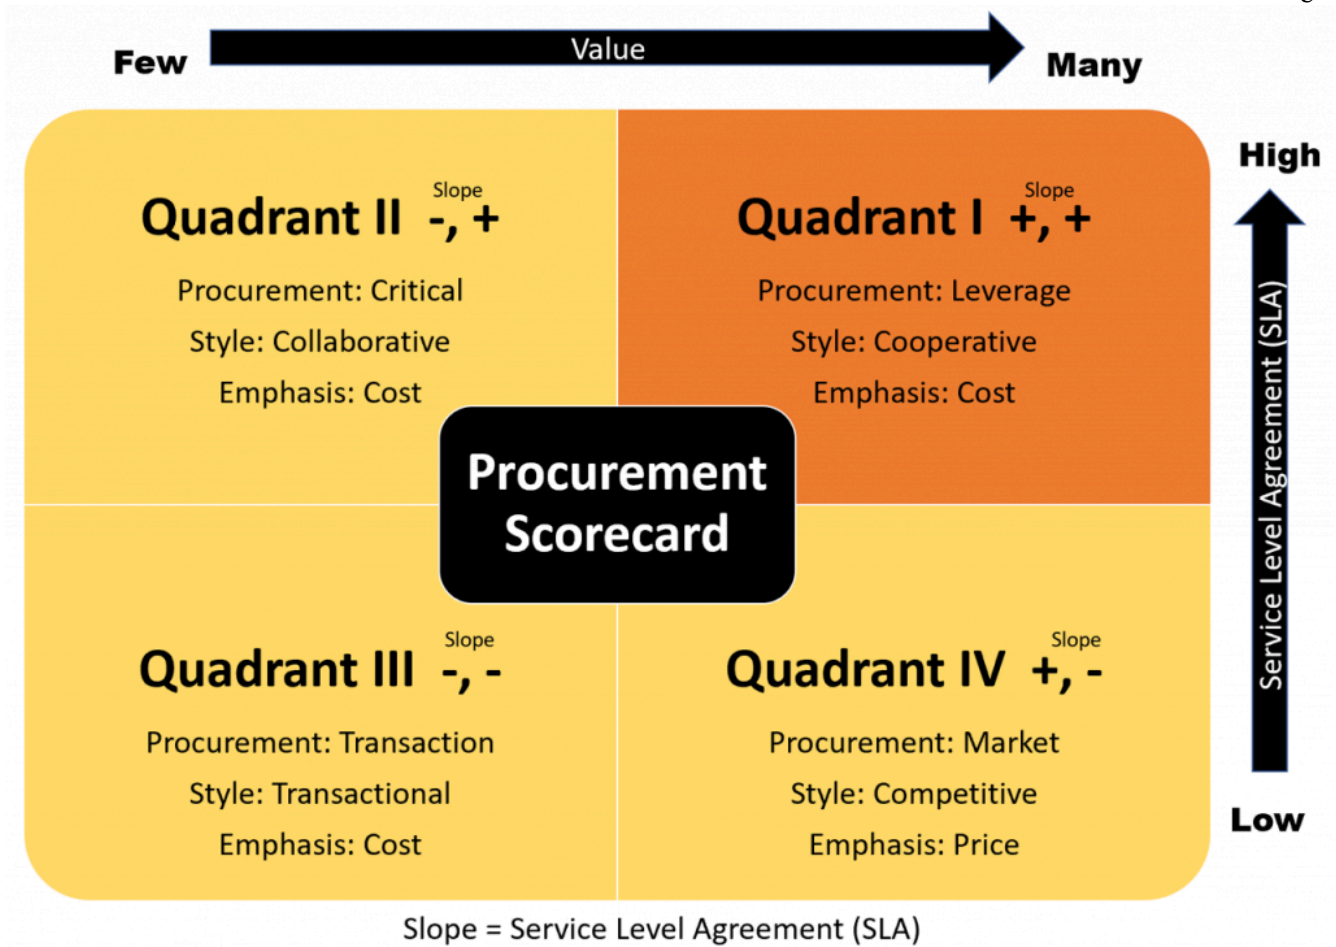 Value
Few
Many
High
Slope
Quadrant II -, +
Procurement: Critical
Style: Collaborative
Emphasis: Cost
Slope
Quadrant I +, +
Procurement: Leverage
Style: Cooperative
Emphasis: Cost
Procurement
Scorecard
Service Level Agreement (SLA)
Slope
Quadrant III -, -
Procurement: Transaction
Style: Transactional
Emphasis: Cost
Slope
Quadrant IV +, -
Procurement: Market
Style: Competitive
Emphasis: Price
Low
Slope = Service Level Agreement (SLA)